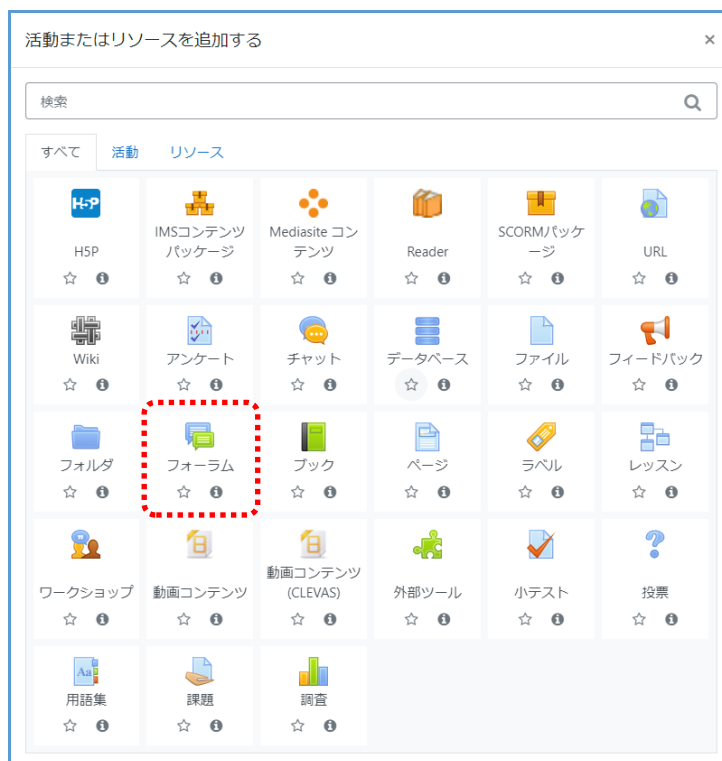 活動またはリソースを追加する ×
検索
すべて 活動 リソース
H5P
IMSコンテンツ
パッケージ
Mediasite コン
テンツ
Reader
SCORMパッケ
ージ
URL
Wiki
アンケート
チャット
データベース
ファイル
フィードバック
フォルダ
フォーラム
ブック
ページ
ラベル
レッスン
ワークショップ
動画コンテンツ
動画コンテンツ
(CLEVAS)
外部ツール
小テスト
投票
用語集
課題
調査